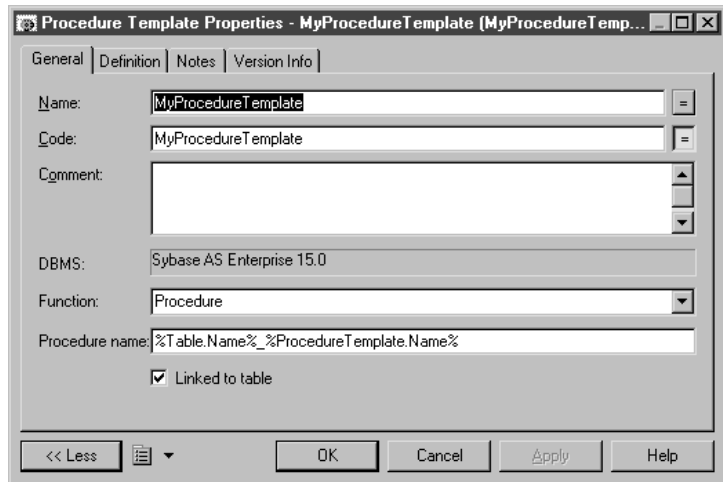 Procedure Template Properties - MyProcedureTemplate (MyProcedureTemp...
General Definition Notes Version Info
Name: MyProcedureTemplate =
Code: MyProcedureTemplate =
Comment:
DBMS: Sybase AS Enterprise 15.0
Function: Procedure
Procedure name: %Table.Name%_%ProcedureTemplate.Name%
Linked to table
<< Less OK Cancel Apply Help